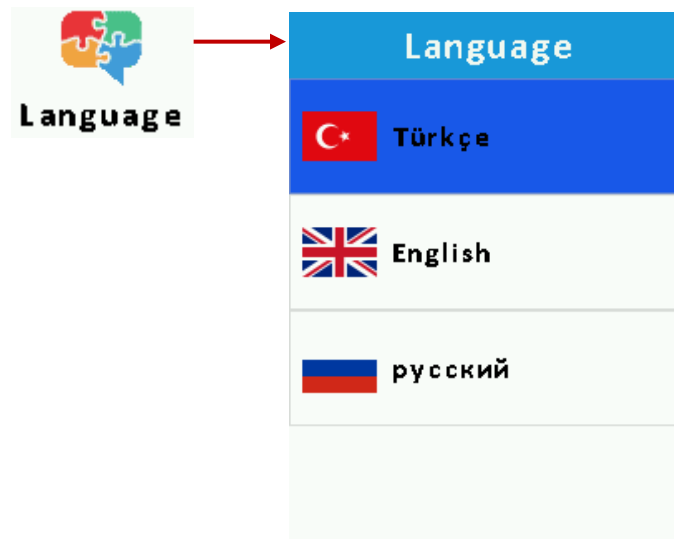 Language
Language
Türkçe
English
русский